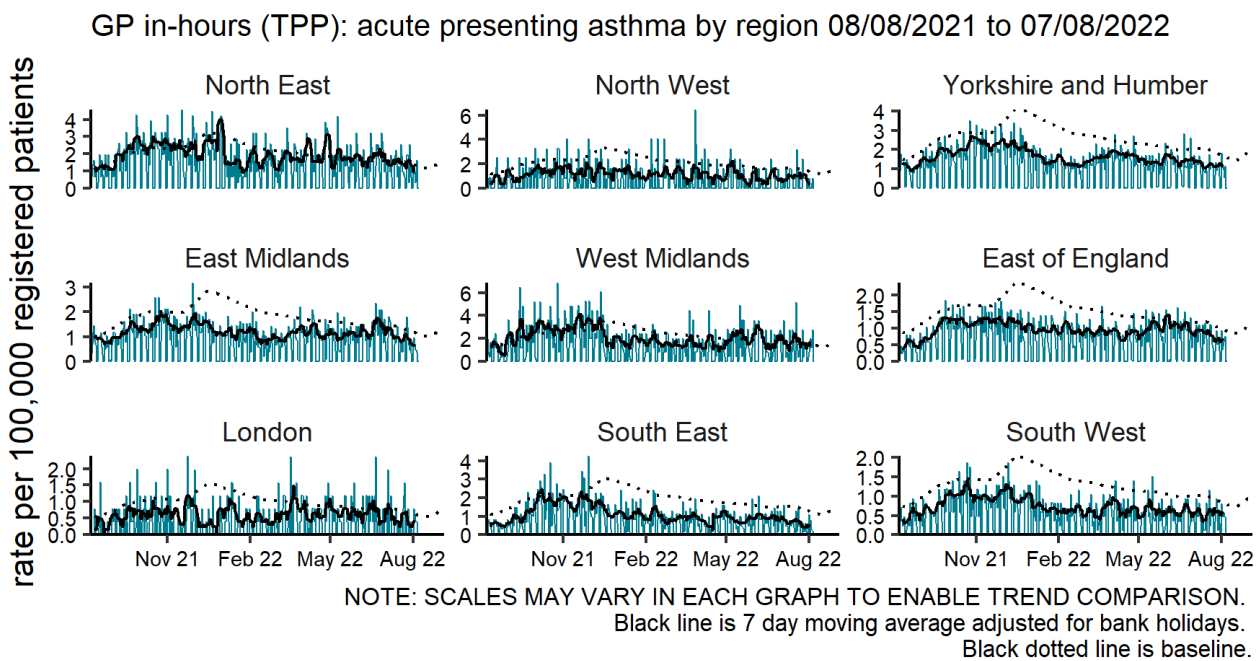 GP in-hours (TPP): acute presenting asthma by region 08/08/2021 to 07/08/2022
rate per 100,000 registered patients
North East
4
3
2
1
0
North West
6
4
2
0
Yorkshire and Humber
4
3
2
1
0
East Midlands
3
2
1
0
West Midlands
6
4
2
0
East of England
2.0
1.5
1.0
0.5
0.0
London
2.0
1.5
1.0
0.5
0.0
Nov 21 Feb 22 May 22 Aug 22
South East
4
3
2
1
0
Nov 21 Feb 22 May 22 Aug 22
South West
2.0
1.5
1.0
0.5
0.0
Nov 21 Feb 22 May 22 Aug 22
NOTE: SCALES MAY VARY IN EACH GRAPH TO ENABLE TREND COMPARISON.
Black line is 7 day moving average adjusted for bank holidays.
Black dotted line is baseline.